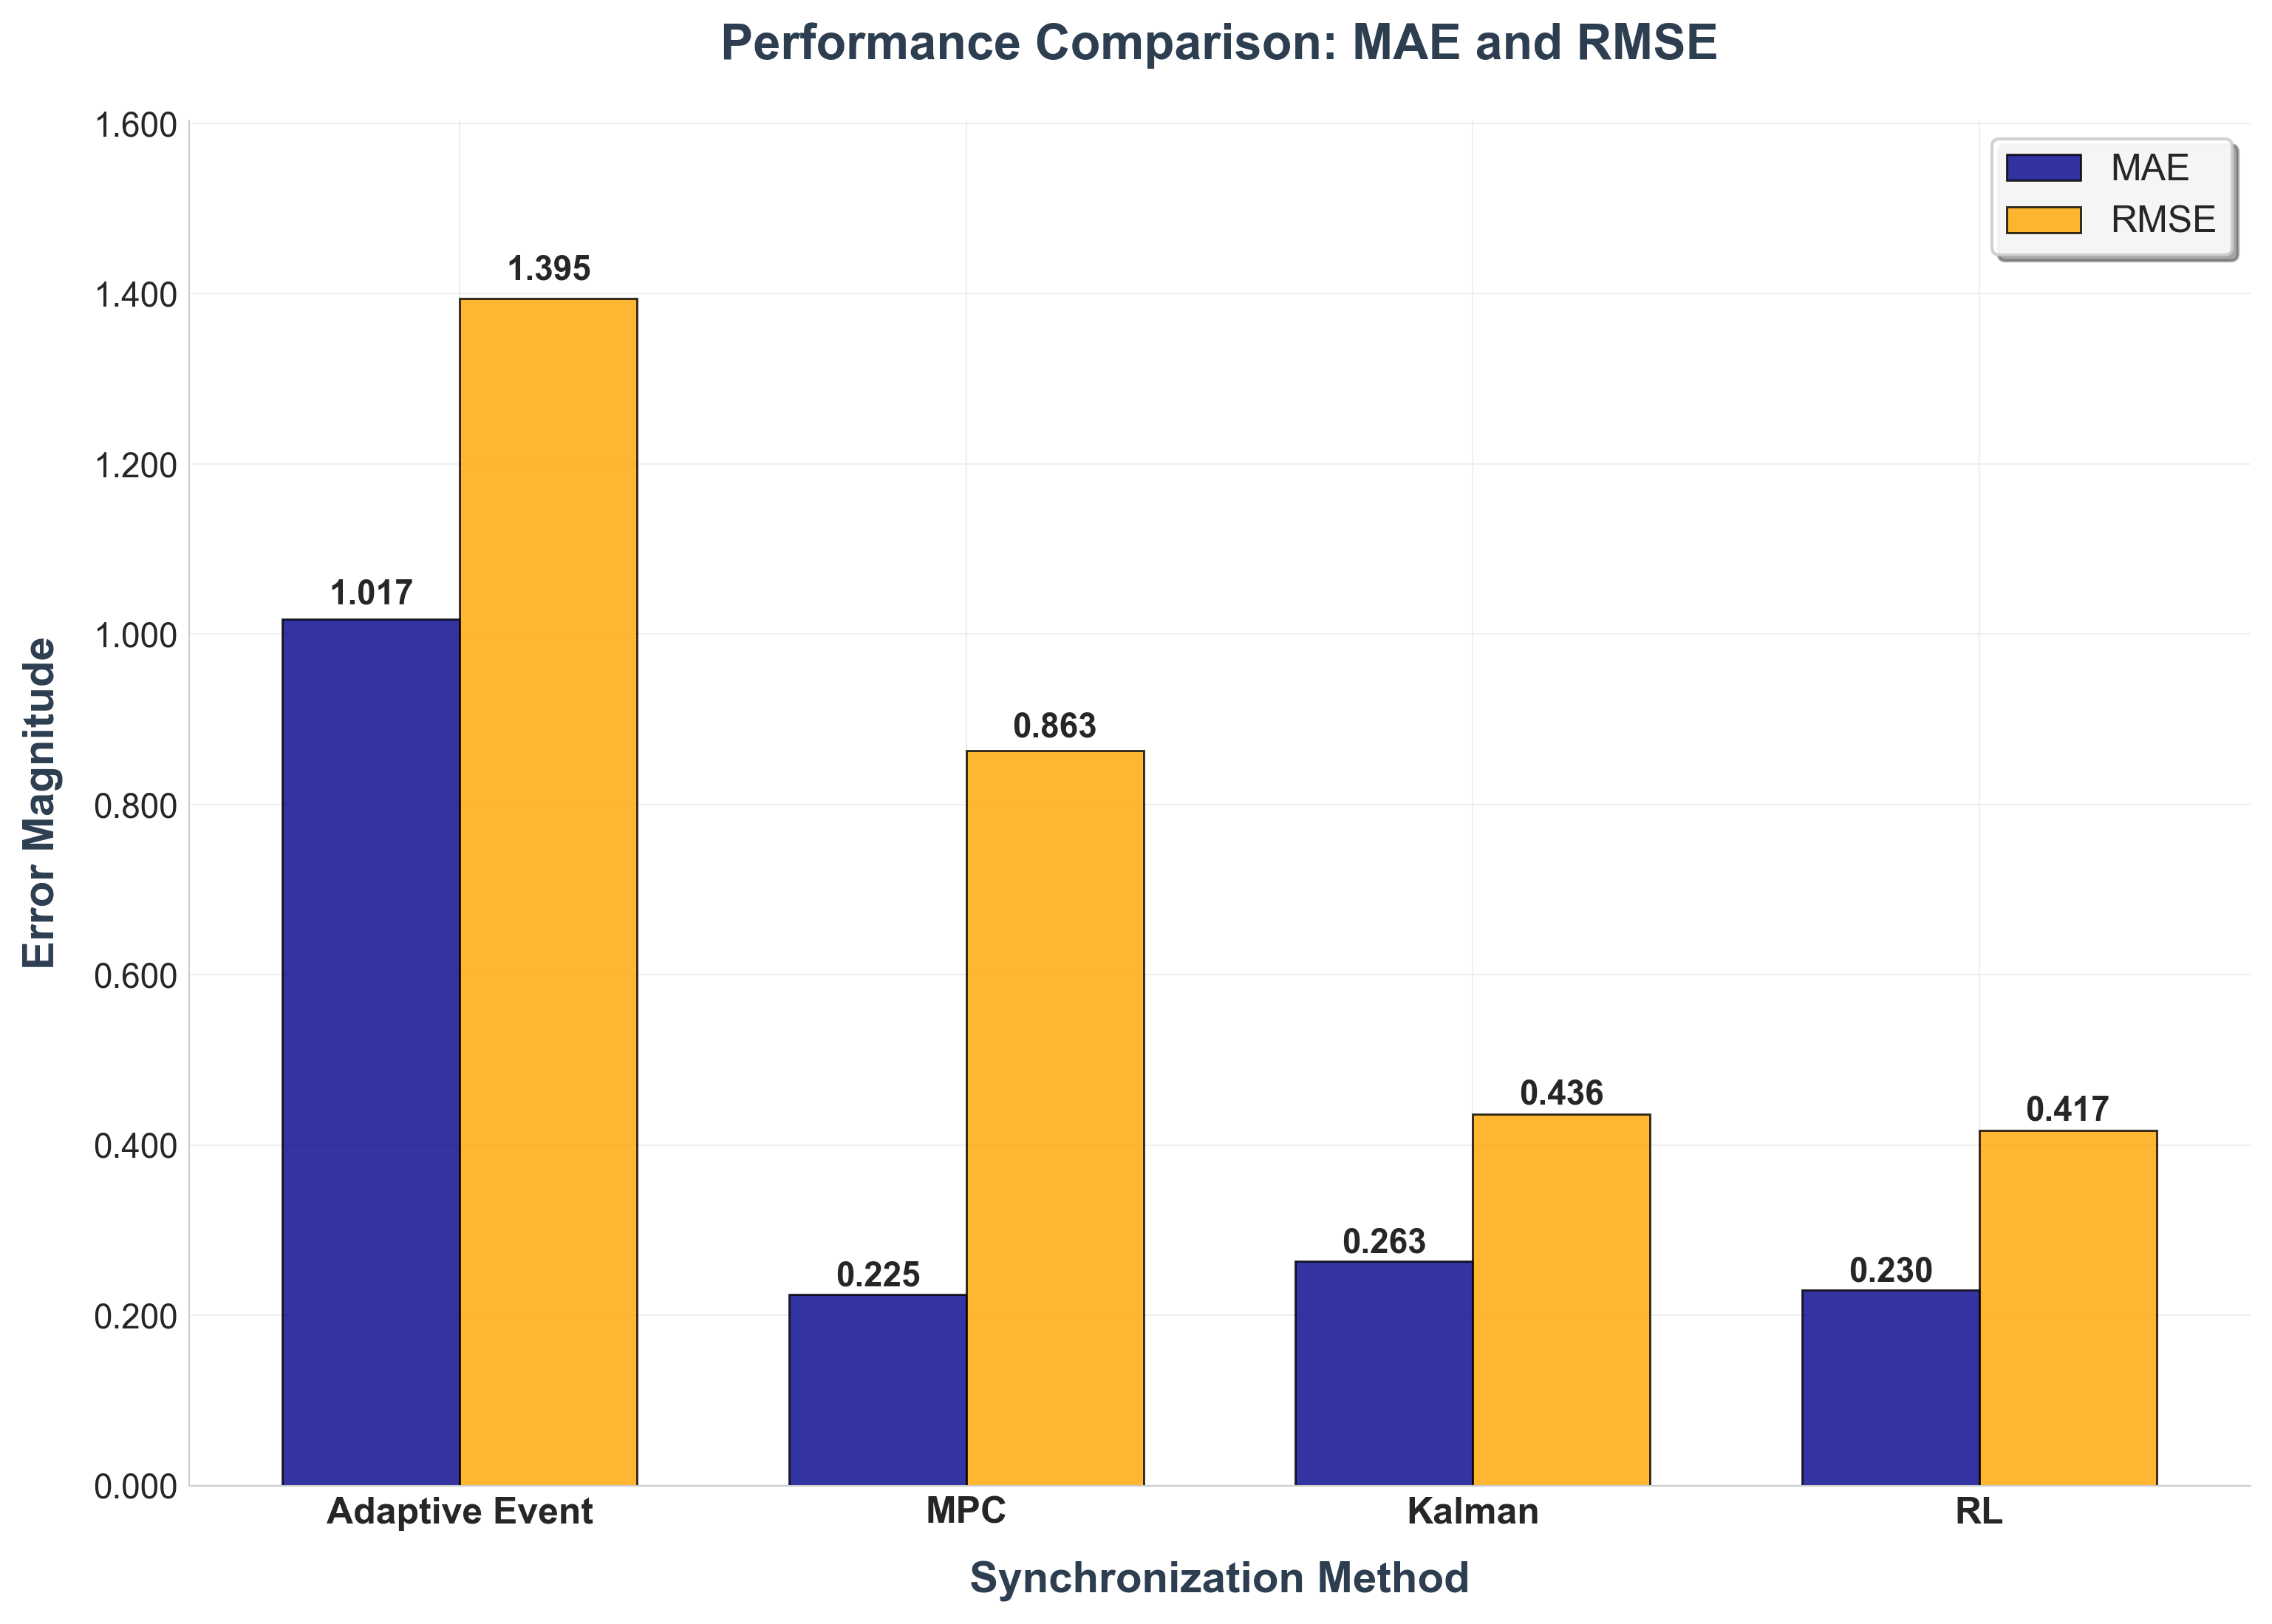 Performance Comparison: MAE and RMSE
1.600
1.400
1.200
1.000
0.800
0.600
0.400
0.200
0.000
Error Magnitude
MAE
RMSE
1.017
1.395
0.225
0.863
0.263
0.436
0.230
0.417
Adaptive Event
MPC
Kalman
RL
Synchronization Method